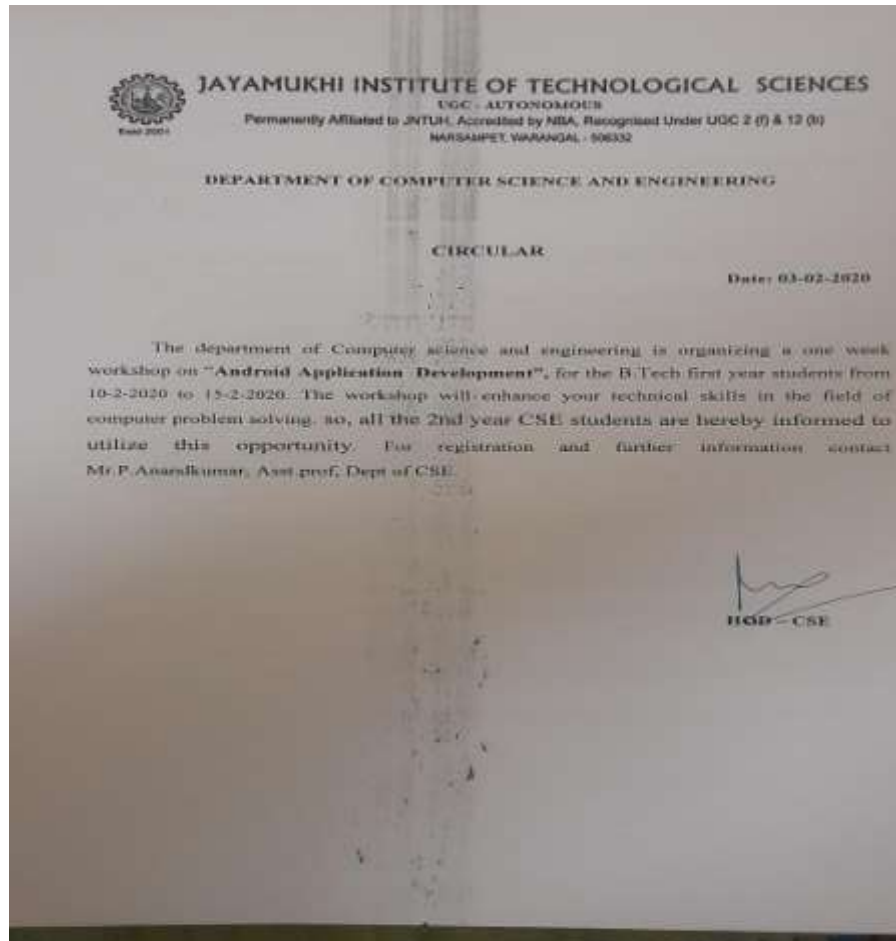 JAYAMUKHI INSTITUTE OF TECHNOLOGICAL SCIENCES
UGC - AUTONOMOUS
Permanently Affiliated to JNTUH, Accredited by NBA, Recognised Under UGC 2 (f) & 12 (b)
NARSAMPET, WARANGAL - 506332
Estd 2001
DEPARTMENT OF COMPUTER SCIENCE AND ENGINEERING
CIRCULAR
Date: 03-02-2020
The department of Computer science and engineering is organizing a one week
workshop on "Android Application Development", for the B.Tech first year students from
10-2-2020 to 15-2-2020. The workshop will enhance your technical skills in the field of
computer problem solving. so, all the 2nd year CSE students are hereby informed to
utilize this opportunity. For registration and further information contact
Mr.P.Anandkumar, Asst.prof, Dept of CSE.
HOD – CSE